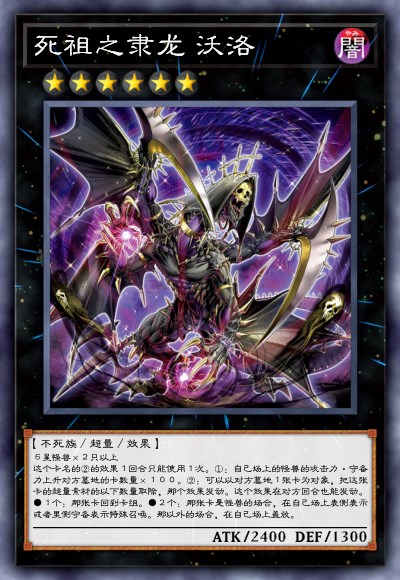 死祖之隶龙 沃洛
やみ
闇
【不死族/超量/效果】
6星怪兽×2只以上
这个卡名的②的效果1回合只能使用1次。①:自己场上的怪兽的攻击力·守备
力上升对方墓地的卡数量×100。②:可以以对方墓地1张卡为对象,把这张
卡的超量素材的以下数量取除,那个效果发动。这个效果在对方回合也能发动。
●1个:那张卡回到卡组。●2个:那张卡是怪兽的场合,在自己场上表侧表示
或者里侧守备表示特殊召唤。那以外的场合,在自己场上盖放。
ATK/2400 DEF/1300